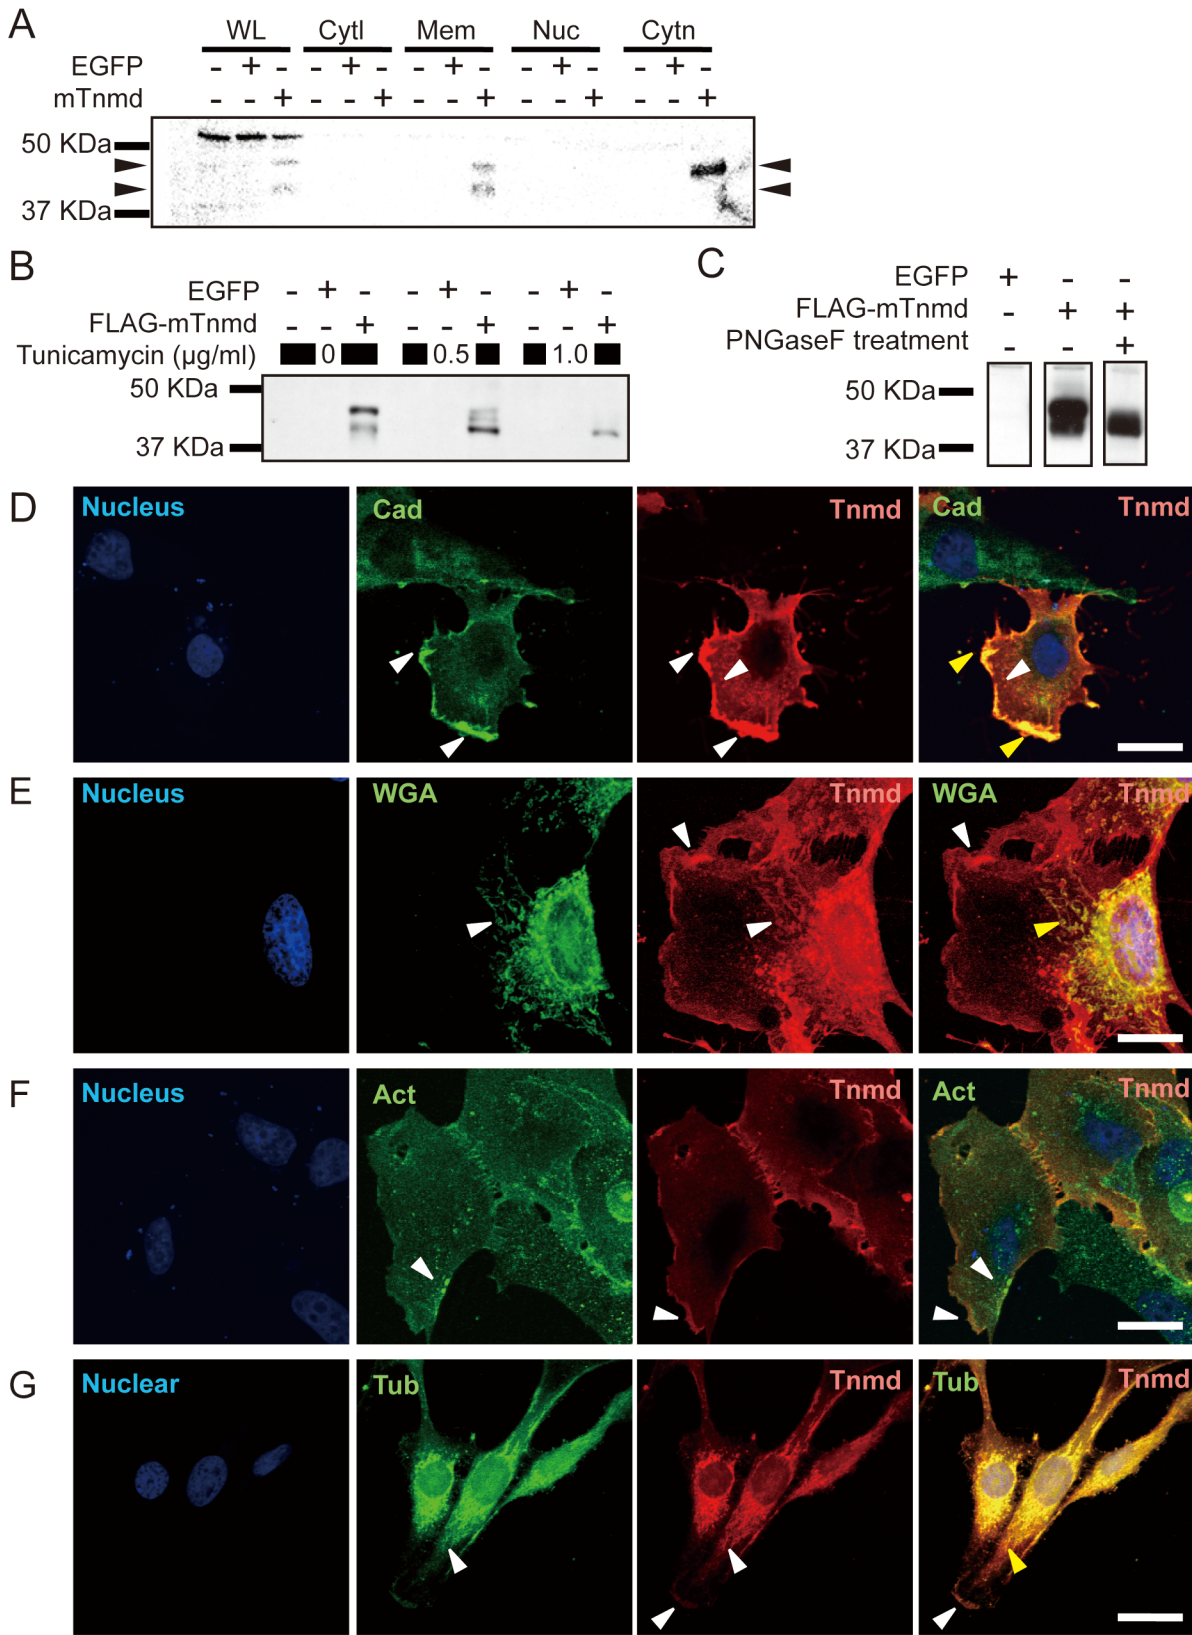 A
WL Cytl Mem Nuc Cytn
EGFP - + - - + - - + - - + - - + -
mTnmd - - + - - + - - + - - + - - +
50 KDa
37 KDa
B
EGFP - + - - + - - + -
FLAG-mTnmd - - + - - + - - +
Tunicamycin (µg/ml) 0 0.5 1.0
50 KDa
37 KDa
C
EGFP + - -
FLAG-mTnmd - + +
PNGaseF treatment - - +
50 KDa
37 KDa
D
Nucleus Cad Tnmd Cad Tnmd
E
Nucleus WGA Tnmd WGA Tnmd
F
Nucleus Act Tnmd Act Tnmd
G
Nuclear Tub Tnmd Tub Tnmd